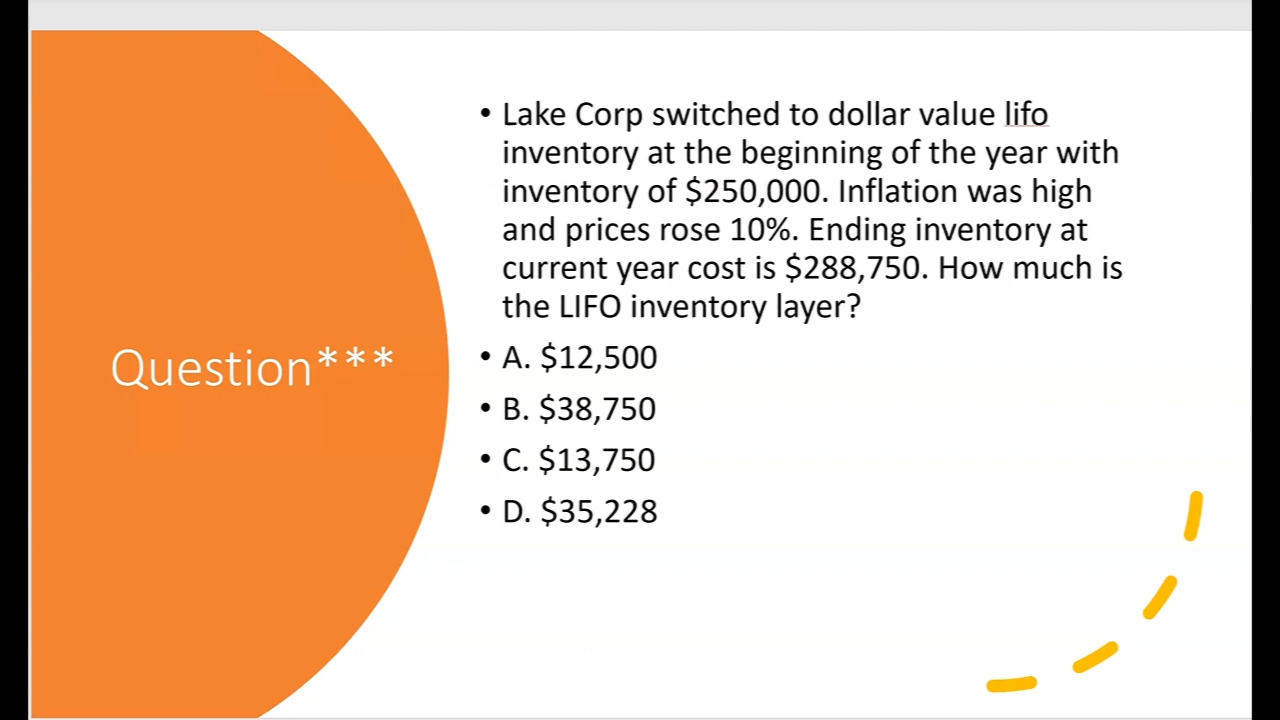 Question***
• Lake Corp switched to dollar value lifo
inventory at the beginning of the year with
inventory of $250,000. Inflation was high
and prices rose 10%. Ending inventory at
current year cost is $288,750. How much is
the LIFO inventory layer?
• A. $12,500
• B. $38,750
• C. $13,750
• D. $35,228